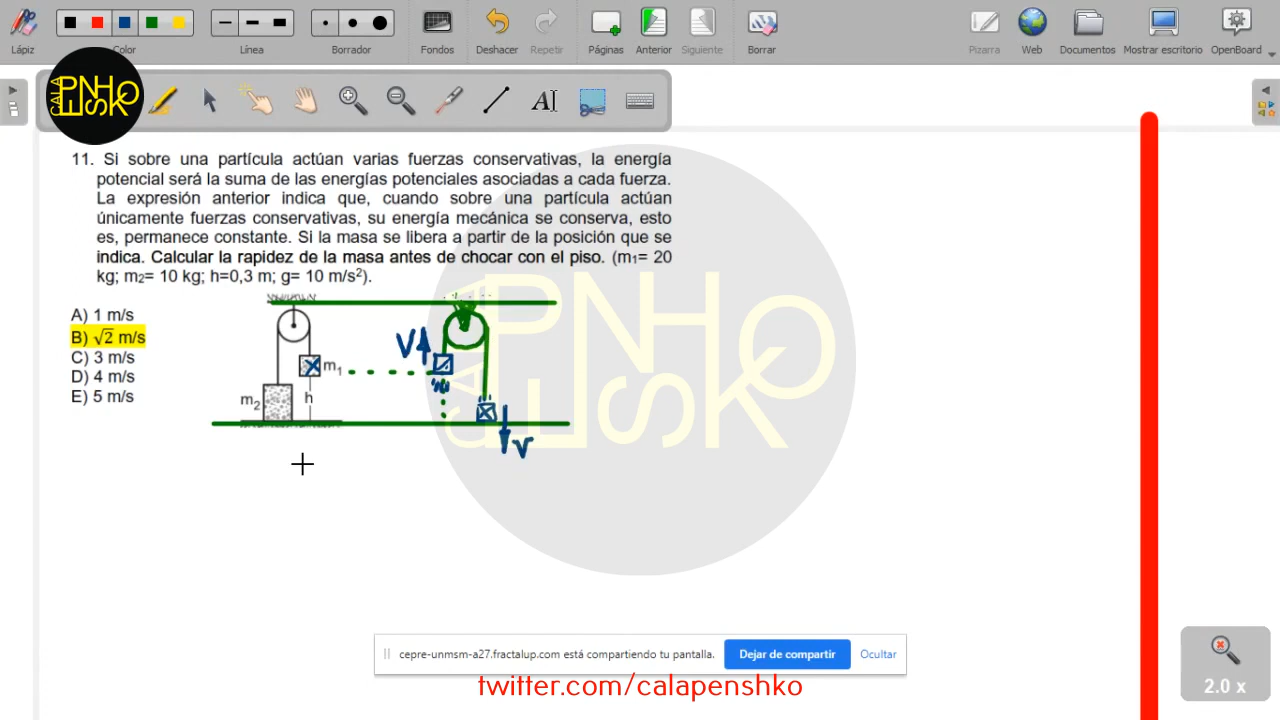 Lápiz
Color
Línea
Borrador
Fondos
Deshacer
Repetir
Páginas
Anterior
Siguiente
Borrar
Pizarra
Web
Documentos
Mostrar escritorio
OpenBoard
CALA
PENSHKO
AI
11. Si sobre una partícula actúan varias fuerzas conservativas, la energía
potencial será la suma de las energías potenciales asociadas a cada fuerza.
La expresión anterior indica que, cuando sobre una partícula actúan
únicamente fuerzas conservativas, su energía mecánica se conserva, esto
es, permanece constante. Si la masa se libera a partir de la posición que se
indica. Calcular la rapidez de la masa antes de chocar con el piso. (m1= 20
kg; m2= 10 kg; h=0,3 m; g= 10 m/s²).
A) 1 m/s
B) √2 m/s
C) 3 m/s
D) 4 m/s
E) 5 m/s
m1
m2
h
V
V
CALA
PENSHKO
cepre-unmsm-a27.fractalup.com está compartiendo tu pantalla.
Dejar de compartir
Ocultar
twitter.com/calapenshko
2.0 x